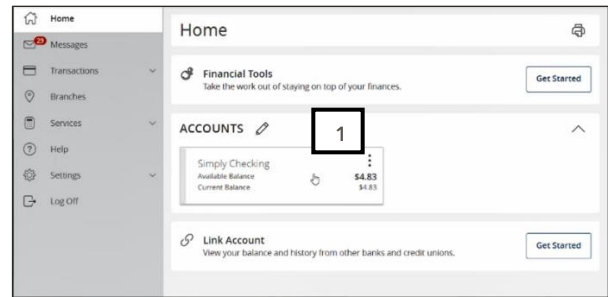 Home
23
Messages
Transactions
Branches
Services
Help
Settings
Log Off
Home
Financial Tools
Take the work out of staying on top of your finances.
Get Started
ACCOUNTS
1
Simply Checking
Available Balance $4.83
Current Balance $4.83
Link Account
View your balance and history from other banks and credit unions.
Get Started